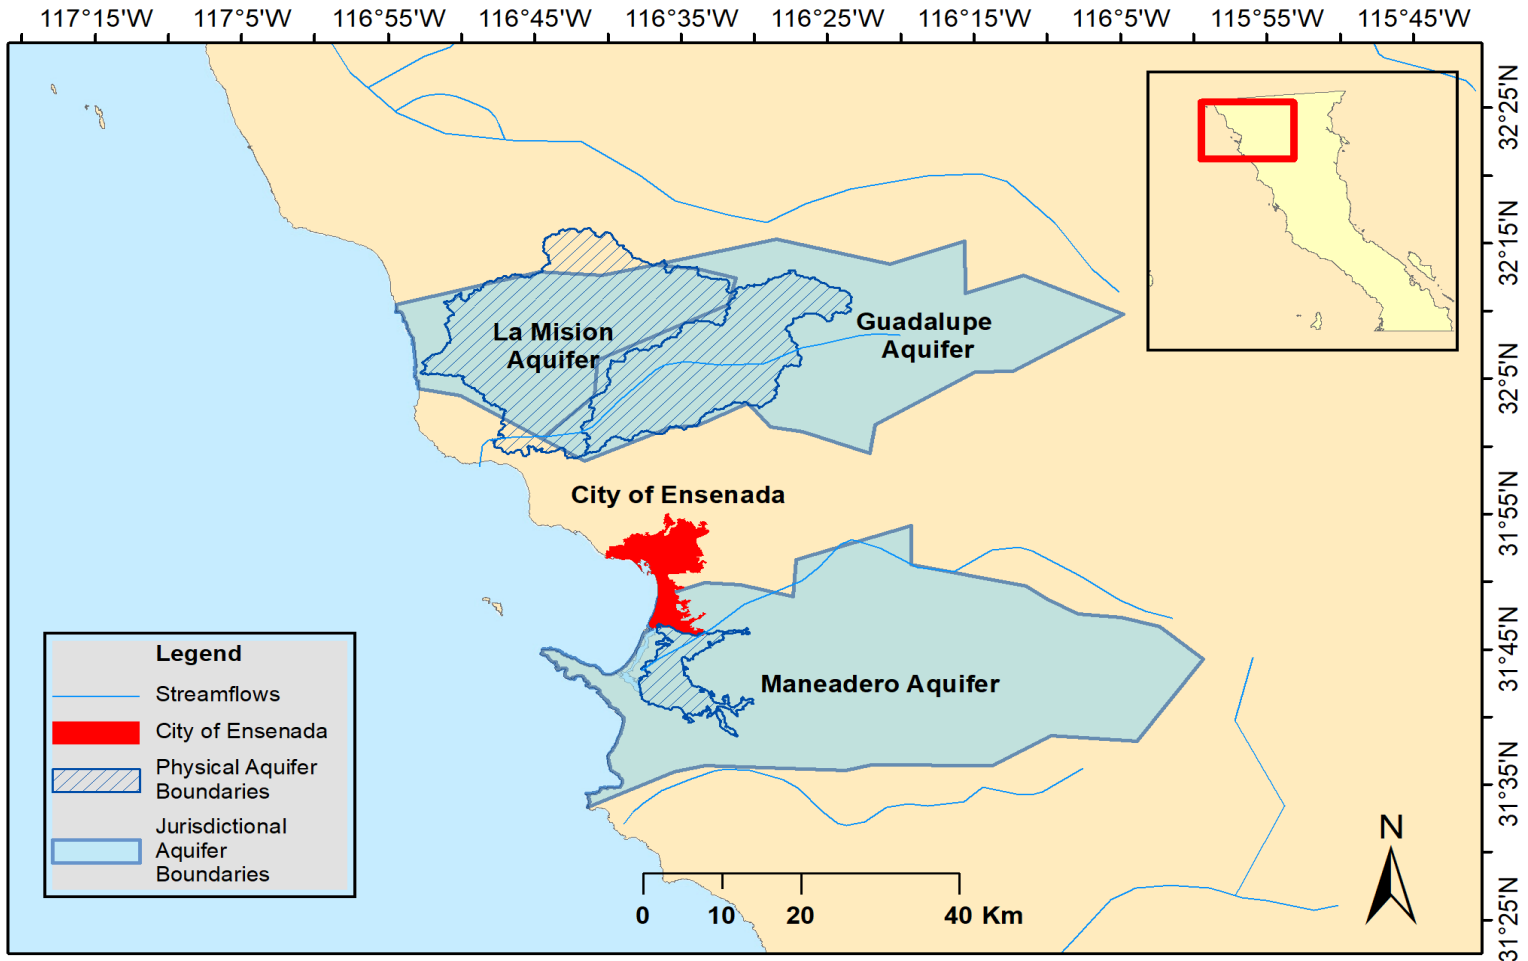 117°15'W 117°5'W 116°55'W 116°45'W 116°35'W 116°25'W 116°15'W 116°5'W 115°55'W 115°45'W
32°25'N
32°15'N
32°5'N
31°55'N
31°45'N
31°35'N
31°25'N
La Mision
Aquifer
Guadalupe
Aquifer
City of Ensenada
Maneadero Aquifer
Legend
Streamflows
City of Ensenada
Physical Aquifer
Boundaries
Jurisdictional
Aquifer
Boundaries
0 10 20 40 Km
N